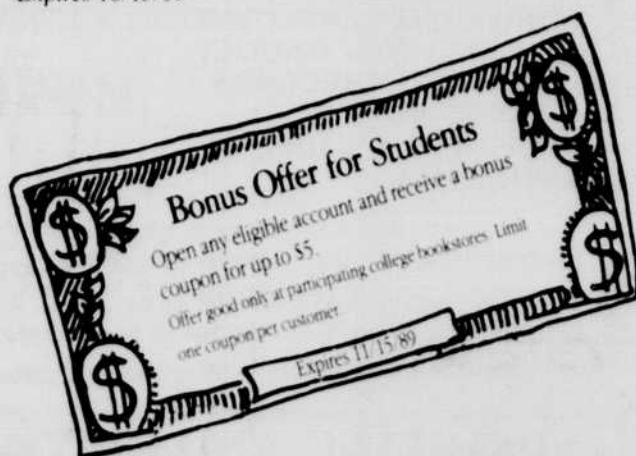 Bonus Offer for Students
Open any eligible account and receive a bonus
coupon for up to $5.
Offer good only at participating college bookstores. Limit
one coupon per customer.
Expires 11/15/89
$
$
$
$